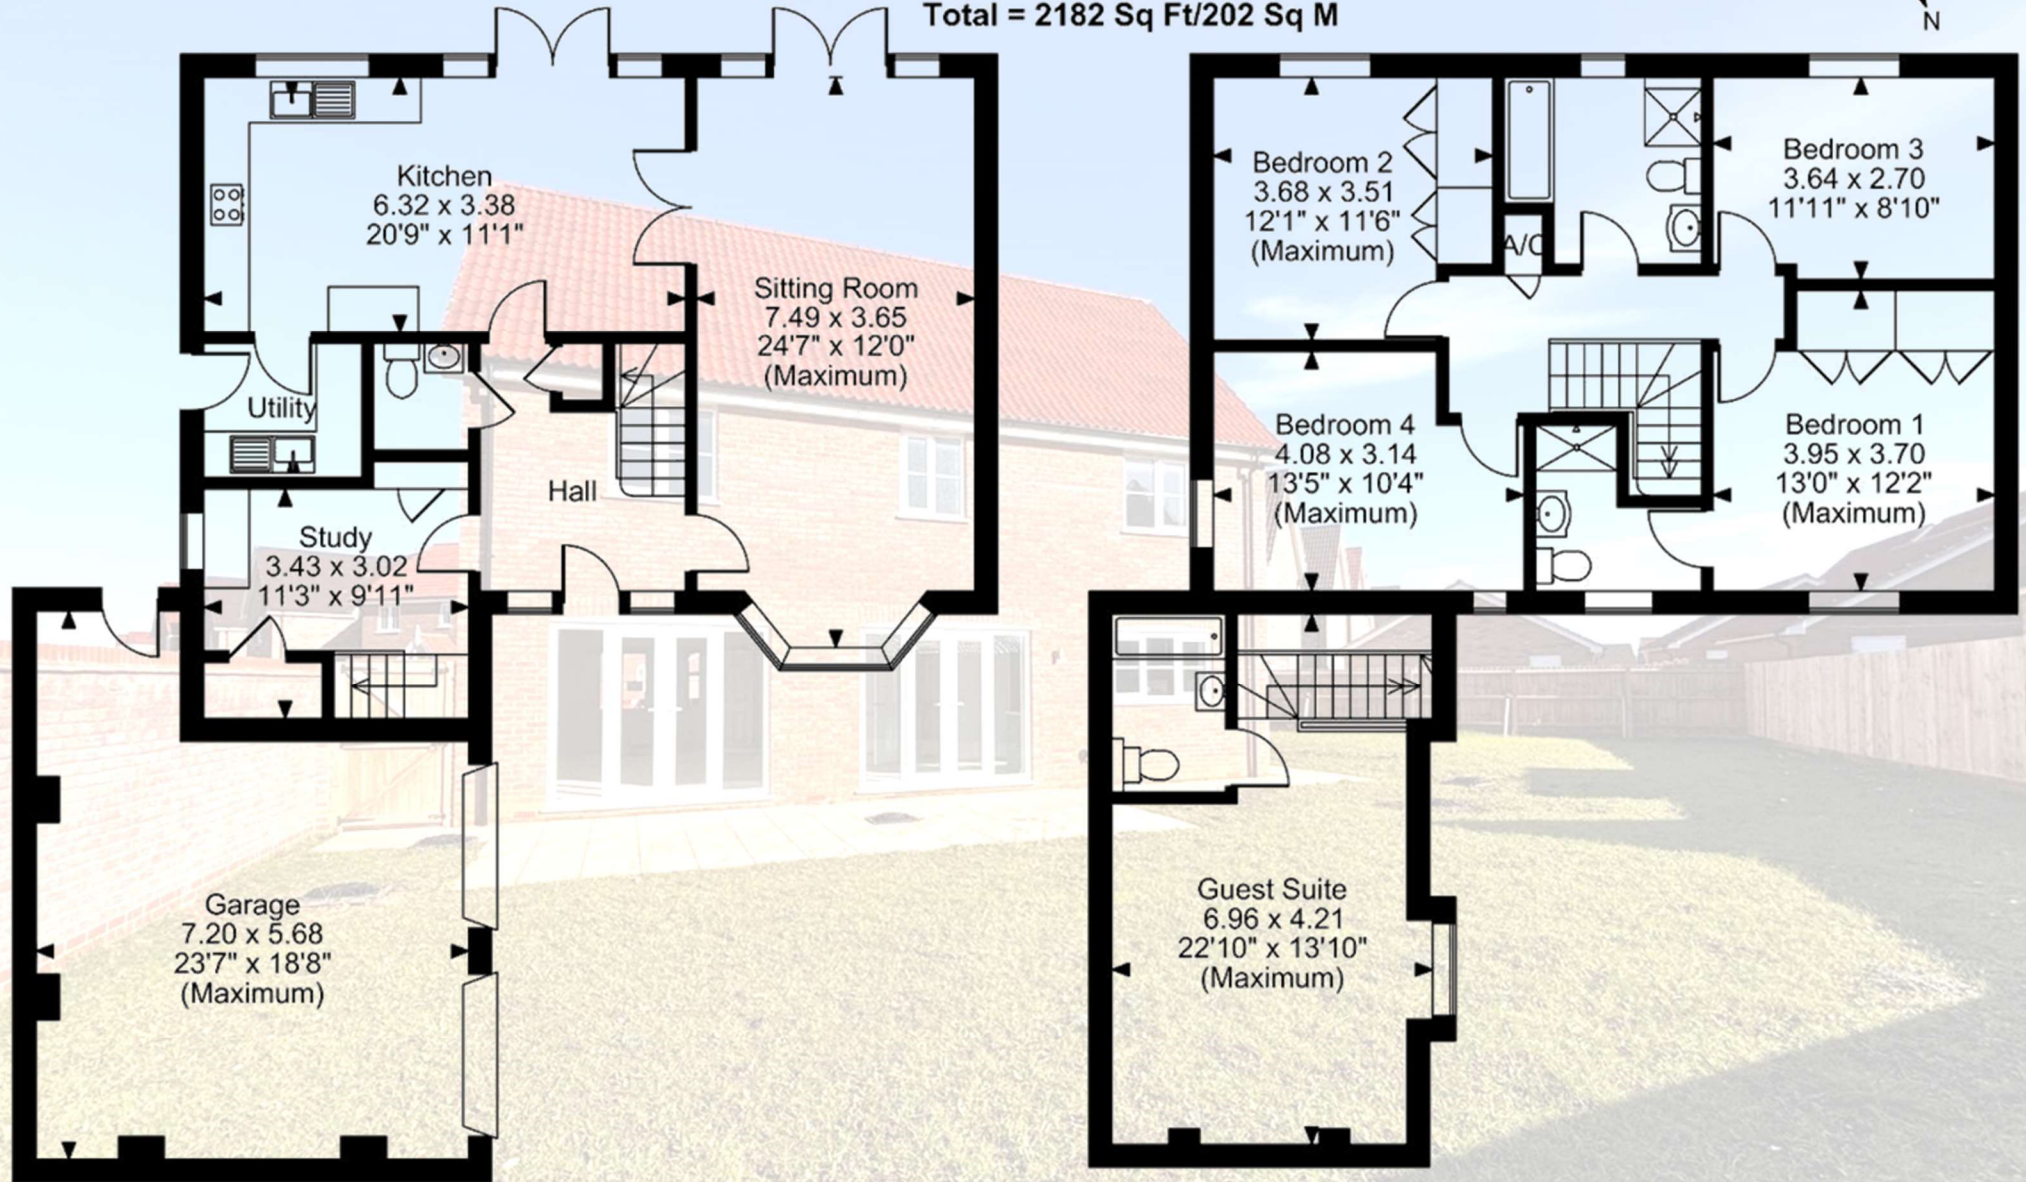 Total = 2182 Sq Ft/202 Sq M
N
Kitchen
6.32 x 3.38
20'9" x 11'1"
Sitting Room
7.49 x 3.65
24'7" x 12'0"
(Maximum)
Utility
Hall
Study
3.43 x 3.02
11'3" x 9'11"
Garage
7.20 x 5.68
23'7" x 18'8"
(Maximum)
Bedroom 2
3.68 x 3.51
12'1" x 11'6"
(Maximum)
A/C
Bedroom 3
3.64 x 2.70
11'11" x 8'10"
Bedroom 4
4.08 x 3.14
13'5" x 10'4"
(Maximum)
Bedroom 1
3.95 x 3.70
13'0" x 12'2"
(Maximum)
Guest Suite
6.96 x 4.21
22'10" x 13'10"
(Maximum)